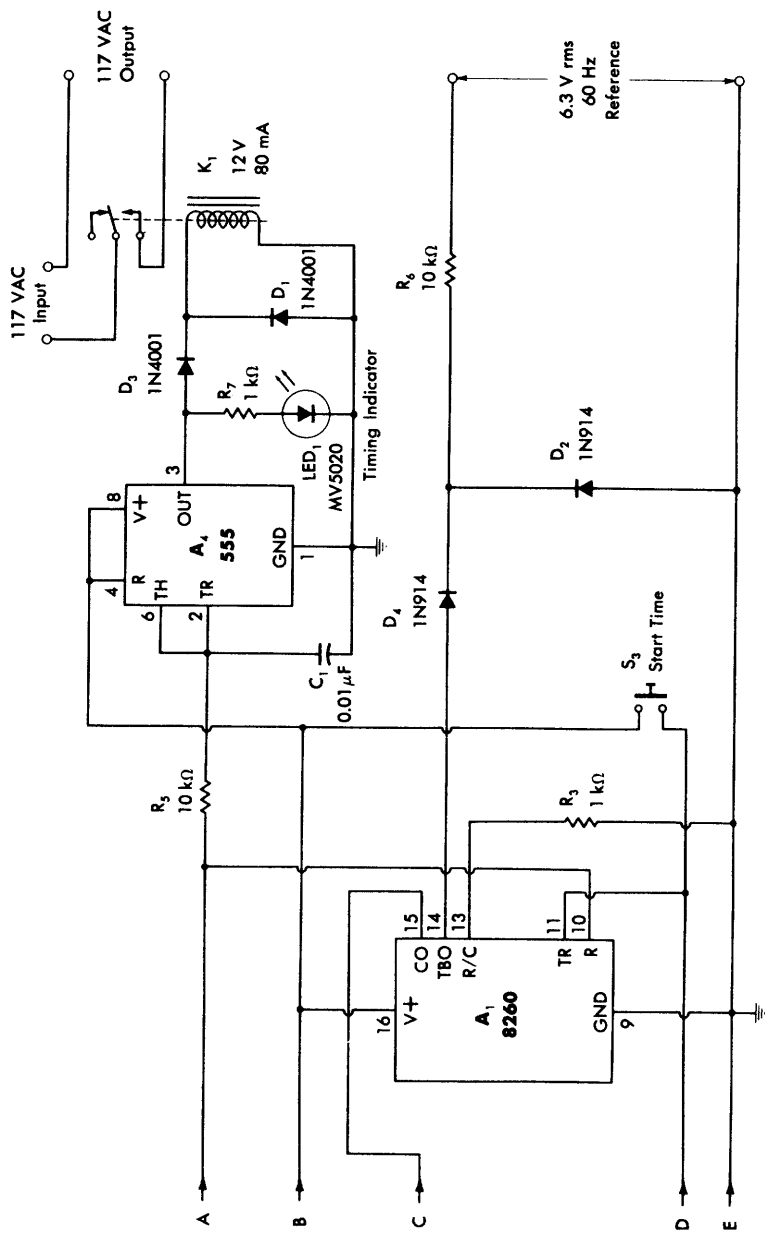 117 VAC
Input
117 VAC
Output
K1
12 V
80 mA
D3
1N4001
D1
1N4001
R7
1 kΩ
LED1
MV5020
Timing Indicator
8
V+
4
R
3
OUT
A4
555
6
TH
2
TR
GND
1
C1
0.01 μF
R5
10 kΩ
6.3 V rms
60 Hz
Reference
R6
10 kΩ
D2
1N914
D4
1N914
S3
Start Time
R3
1 kΩ
16
V+
15
CO
14
TBO
13
R/C
11
TR
10
R
A1
8260
GND
9
A
B
C
D
E